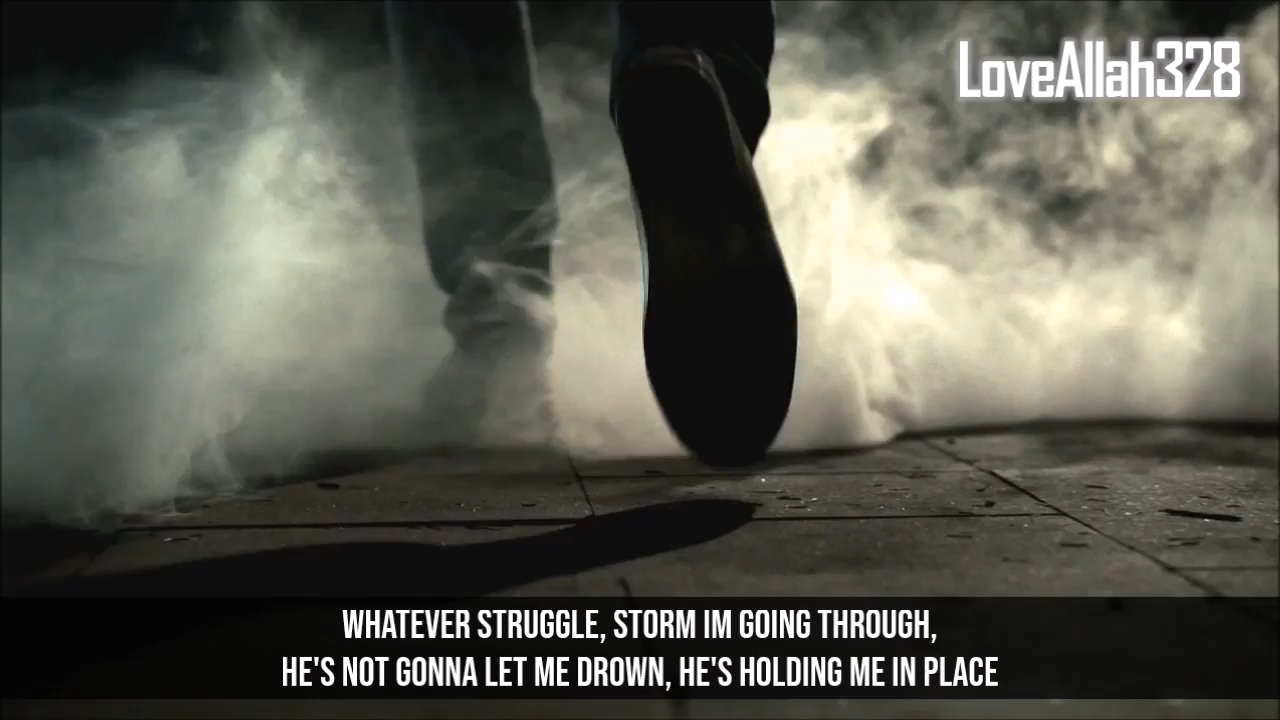 LoveAllah328
WHATEVER STRUGGLE, STORM IM GOING THROUGH,
HE'S NOT GONNA LET ME DROWN, HE'S HOLDING ME IN PLACE